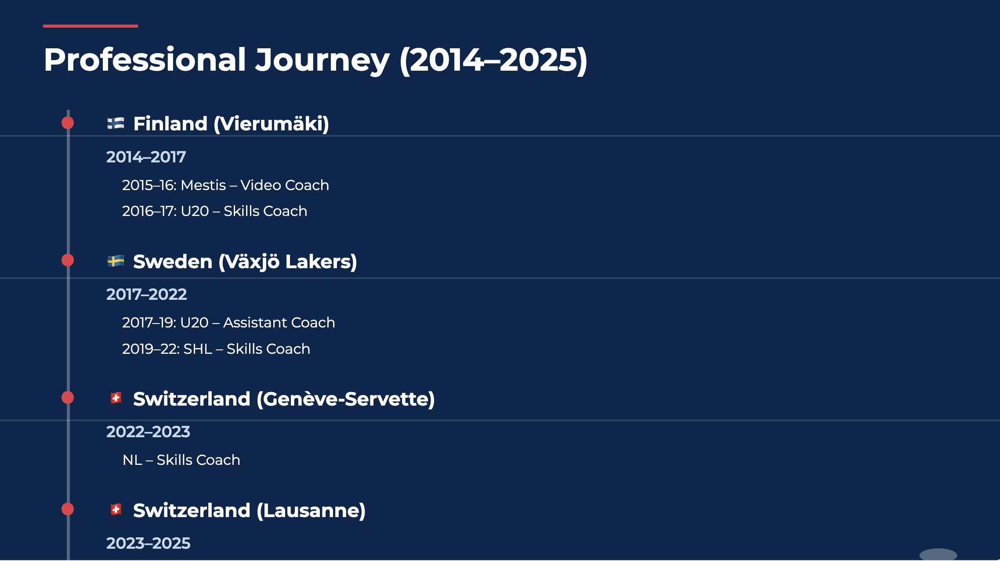 Professional Journey (2014–2025)
Finland (Vierumäki)
2014–2017
2015–16: Mestis – Video Coach
2016–17: U20 – Skills Coach
Sweden (Växjö Lakers)
2017–2022
2017–19: U20 – Assistant Coach
2019–22: SHL – Skills Coach
Switzerland (Genève-Servette)
2022–2023
NL – Skills Coach
Switzerland (Lausanne)
2023–2025